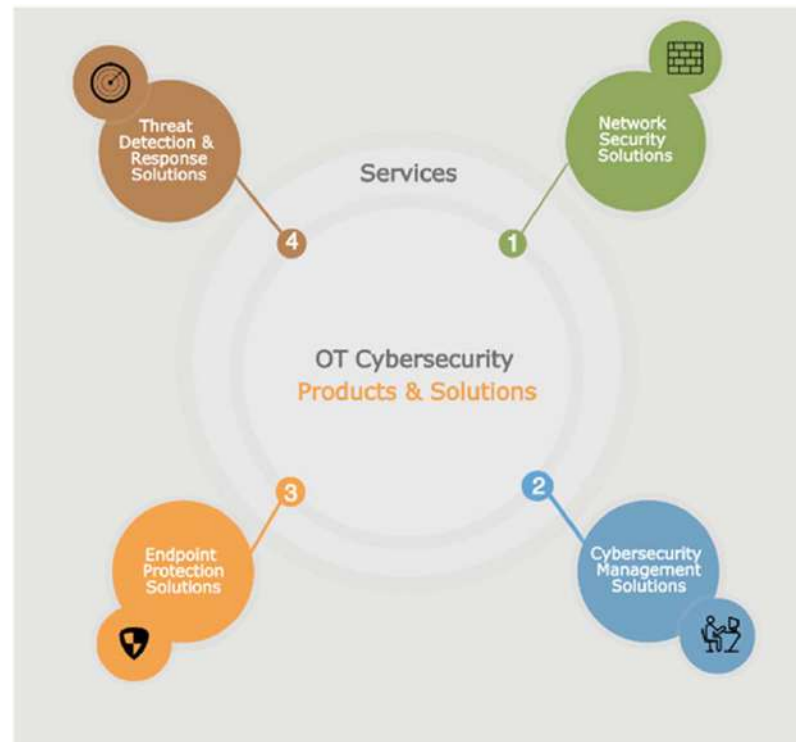 Threat
Detection &
Response
Solutions
Network
Security
Solutions
Services
4
1
OT Cybersecurity
Products & Solutions
3
2
Endpoint
Protection
Solutions
Cybersecurity
Management
Solutions